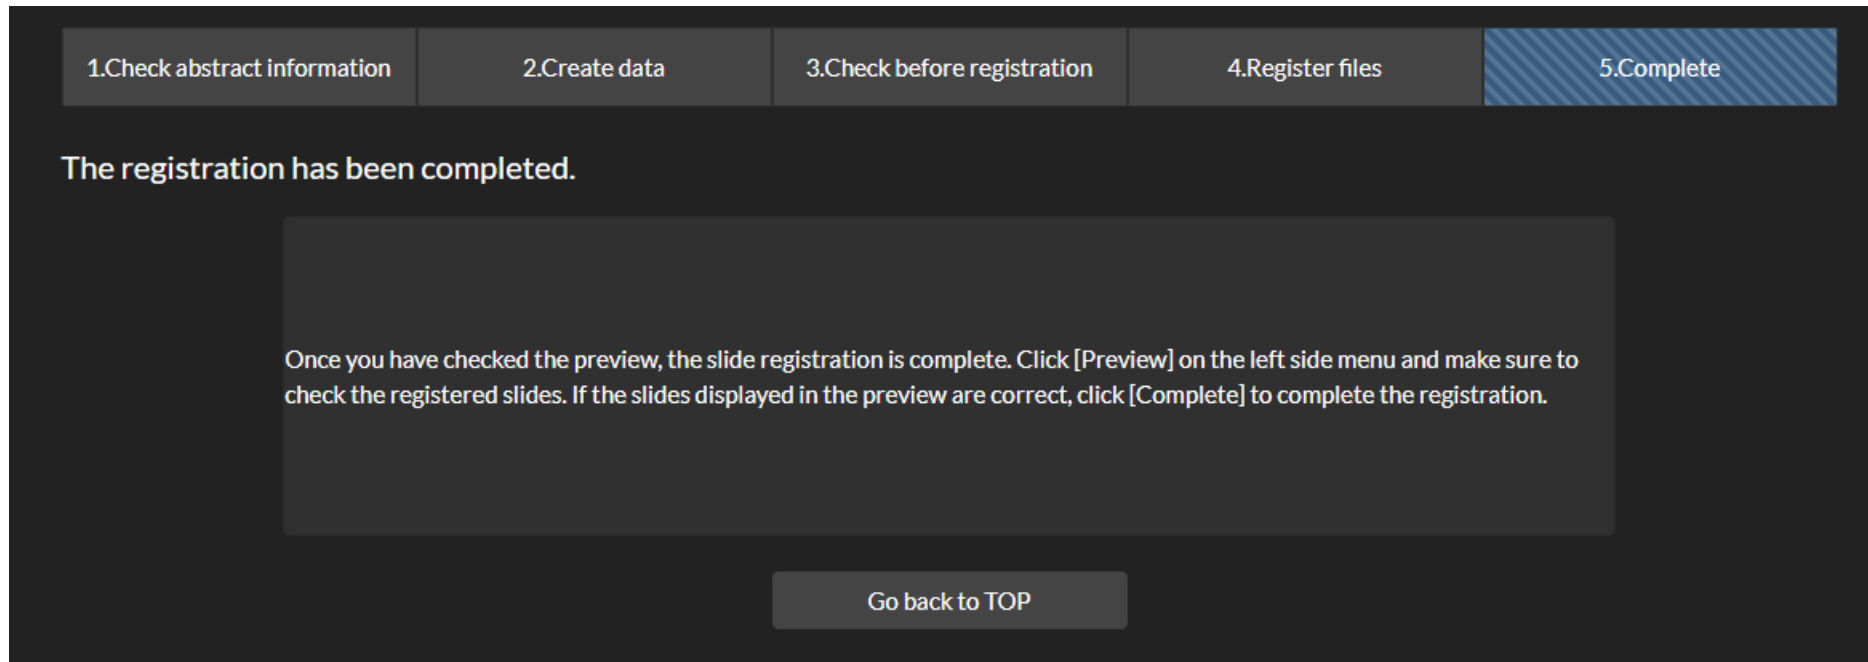 1.Check abstract information
2.Create data
3.Check before registration
4.Register files
5.Complete
The registration has been completed.
Once you have checked the preview, the slide registration is complete. Click [Preview] on the left side menu and make sure to
check the registered slides. If the slides displayed in the preview are correct, click [Complete] to complete the registration.
Go back to TOP